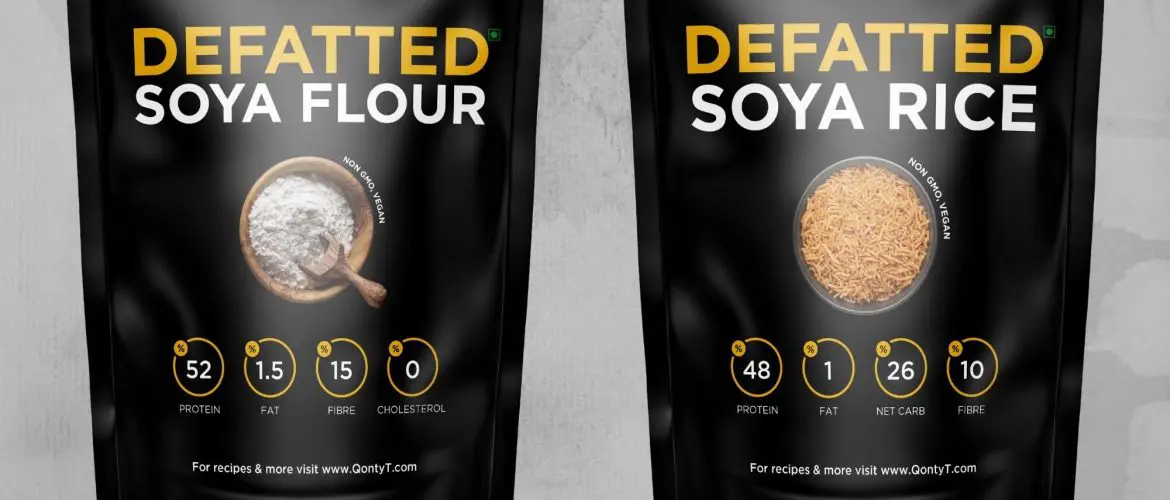 DEFATTED
SOYA FLOUR
NON GMO, VEGAN
% % % %
52 1.5 15 0
PROTEIN FAT FIBRE CHOLESTEROL
For recipes & more visit www.QontyT.com
DEFATTED
SOYA RICE
NON GMO, VEGAN
% % % %
48 1 26 10
PROTEIN FAT NET CARB FIBRE
For recipes & more visit www.QontyT.com